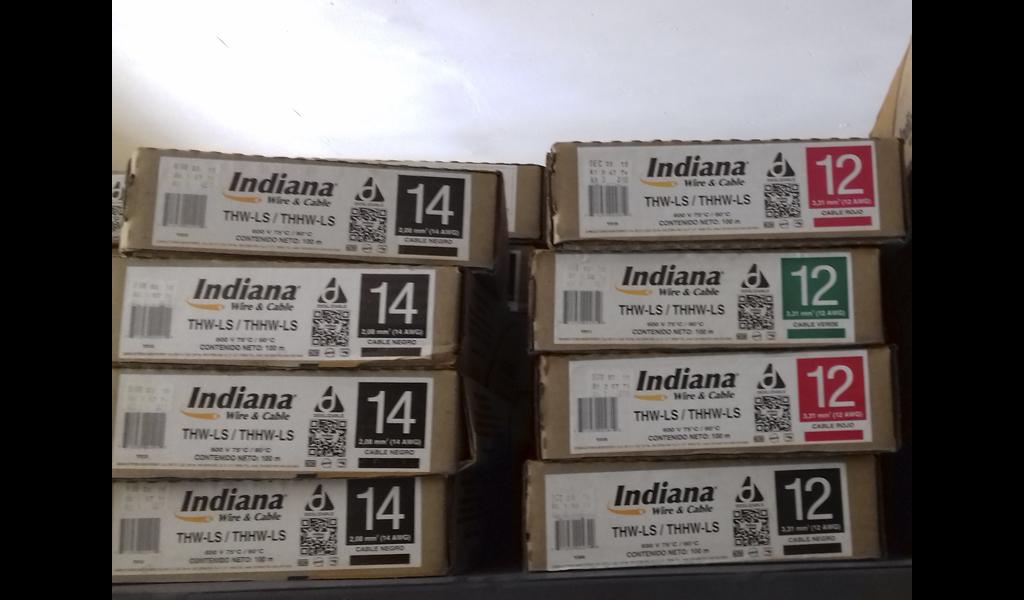 Indiana
Wire & Cable
THW-LS / THHW-LS
600 V 75°C / 90°C
CONTENIDO NETO: 100 m
DESLIZABLE
14
2,08 mm² (14 AWG)
CABLE NEGRO
Indiana
Wire & Cable
THW-LS / THHW-LS
600 V 75°C / 90°C
CONTENIDO NETO: 100 m
DESLIZABLE
14
2,08 mm² (14 AWG)
CABLE NEGRO
Indiana
Wire & Cable
THW-LS / THHW-LS
600 V 75°C / 90°C
CONTENIDO NETO: 100 m
DESLIZABLE
14
2,08 mm² (14 AWG)
CABLE NEGRO
Indiana
Wire & Cable
THW-LS / THHW-LS
600 V 75°C / 90°C
CONTENIDO NETO: 100 m
DESLIZABLE
14
2,08 mm² (14 AWG)
CABLE NEGRO
Indiana
Wire & Cable
THW-LS / THHW-LS
600 V 75°C / 90°C
CONTENIDO NETO: 100 m
DESLIZABLE
12
3,31 mm² (12 AWG)
CABLE ROJO
Indiana
Wire & Cable
THW-LS / THHW-LS
600 V 75°C / 90°C
CONTENIDO NETO: 100 m
DESLIZABLE
12
3,31 mm² (12 AWG)
CABLE VERDE
Indiana
Wire & Cable
THW-LS / THHW-LS
600 V 75°C / 90°C
CONTENIDO NETO: 100 m
DESLIZABLE
12
3,31 mm² (12 AWG)
CABLE ROJO
Indiana
Wire & Cable
THW-LS / THHW-LS
600 V 75°C / 90°C
CONTENIDO NETO: 100 m
DESLIZABLE
12
3,31 mm² (12 AWG)
CABLE NEGRO